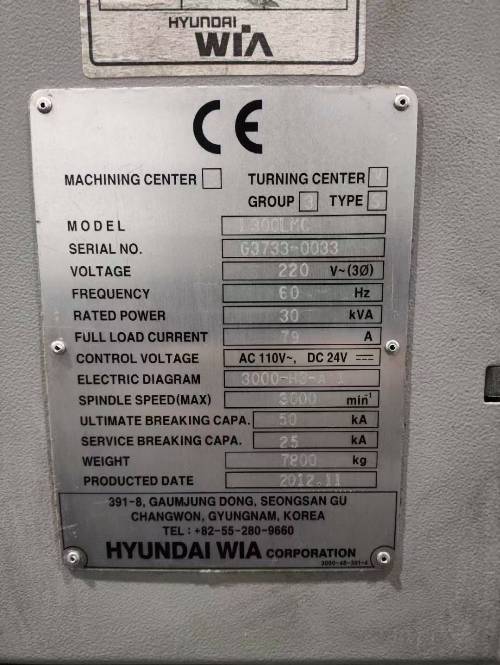 HYUNDAI
WIA
CE
MACHINING CENTER TURNING CENTER
GROUP 3 TYPE S
MODEL L300LMC
SERIAL NO. G3733-0033
VOLTAGE 220 V~(3Ø)
FREQUENCY 60 Hz
RATED POWER 30 kVA
FULL LOAD CURRENT 79 A
CONTROL VOLTAGE AC 110V~, DC 24V ⎓
ELECTRIC DIAGRAM
SPINDLE SPEED(MAX) 3000 min⁻¹
ULTIMATE BREAKING CAPA. 50 kA
SERVICE BREAKING CAPA. 25 kA
WEIGHT 7800 kg
PRODUCTED DATE 2012.11
391-8, GAUMJUNG DONG, SEONGSAN GU
CHANGWON, GYUNGNAM, KOREA
TEL : +82-55-280-9660
HYUNDAI WIA CORPORATION